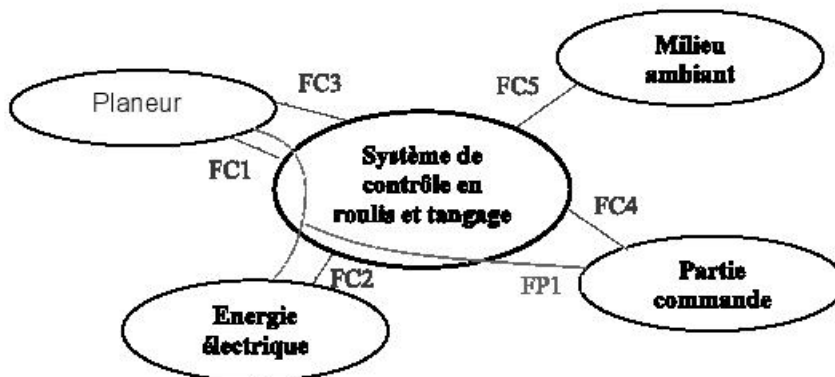 Milieu
ambiant
FC3
FC5
Planeur
Système de
contrôle en
roulis et tangage
FC1
FC4
FC2
FP1
Partie
commande
Energie
électrique